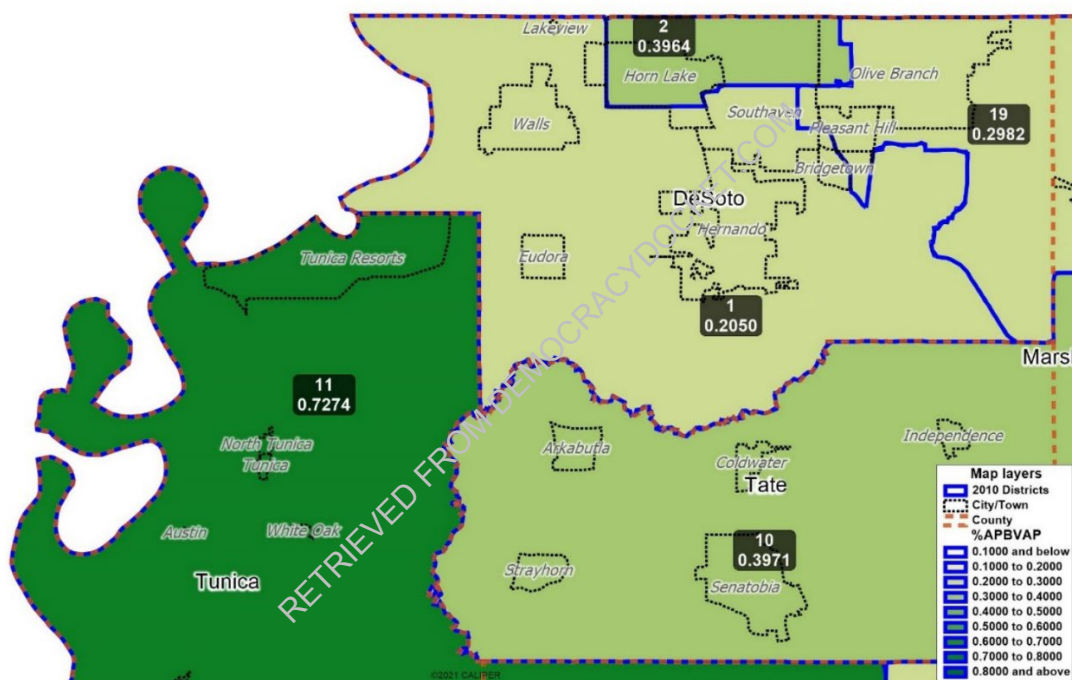 Lakeview
2
0.3964
Horn Lake
Olive Branch
Walls
Southaven
Pleasant Hill
19
0.2982
Bridgetown
DeSoto
Hernando
Tunica Resorts
Eudora
1
0.2050
Mars
11
0.7274
North Tunica
Tunica
Arkabutla
Coldwater
Independence
Tate
Austin
White Oak
Strayhorn
10
0.3971
Senatobia
Tunica
RETRIEVED FROM DEMOCRACYDOCKET.COM
©2021 CALIPER
Map layers
2010 Districts
City/Town
County
%APBVAP
0.1000 and below
0.1000 to 0.2000
0.2000 to 0.3000
0.3000 to 0.4000
0.4000 to 0.5000
0.5000 to 0.6000
0.6000 to 0.7000
0.7000 to 0.8000
0.8000 and above